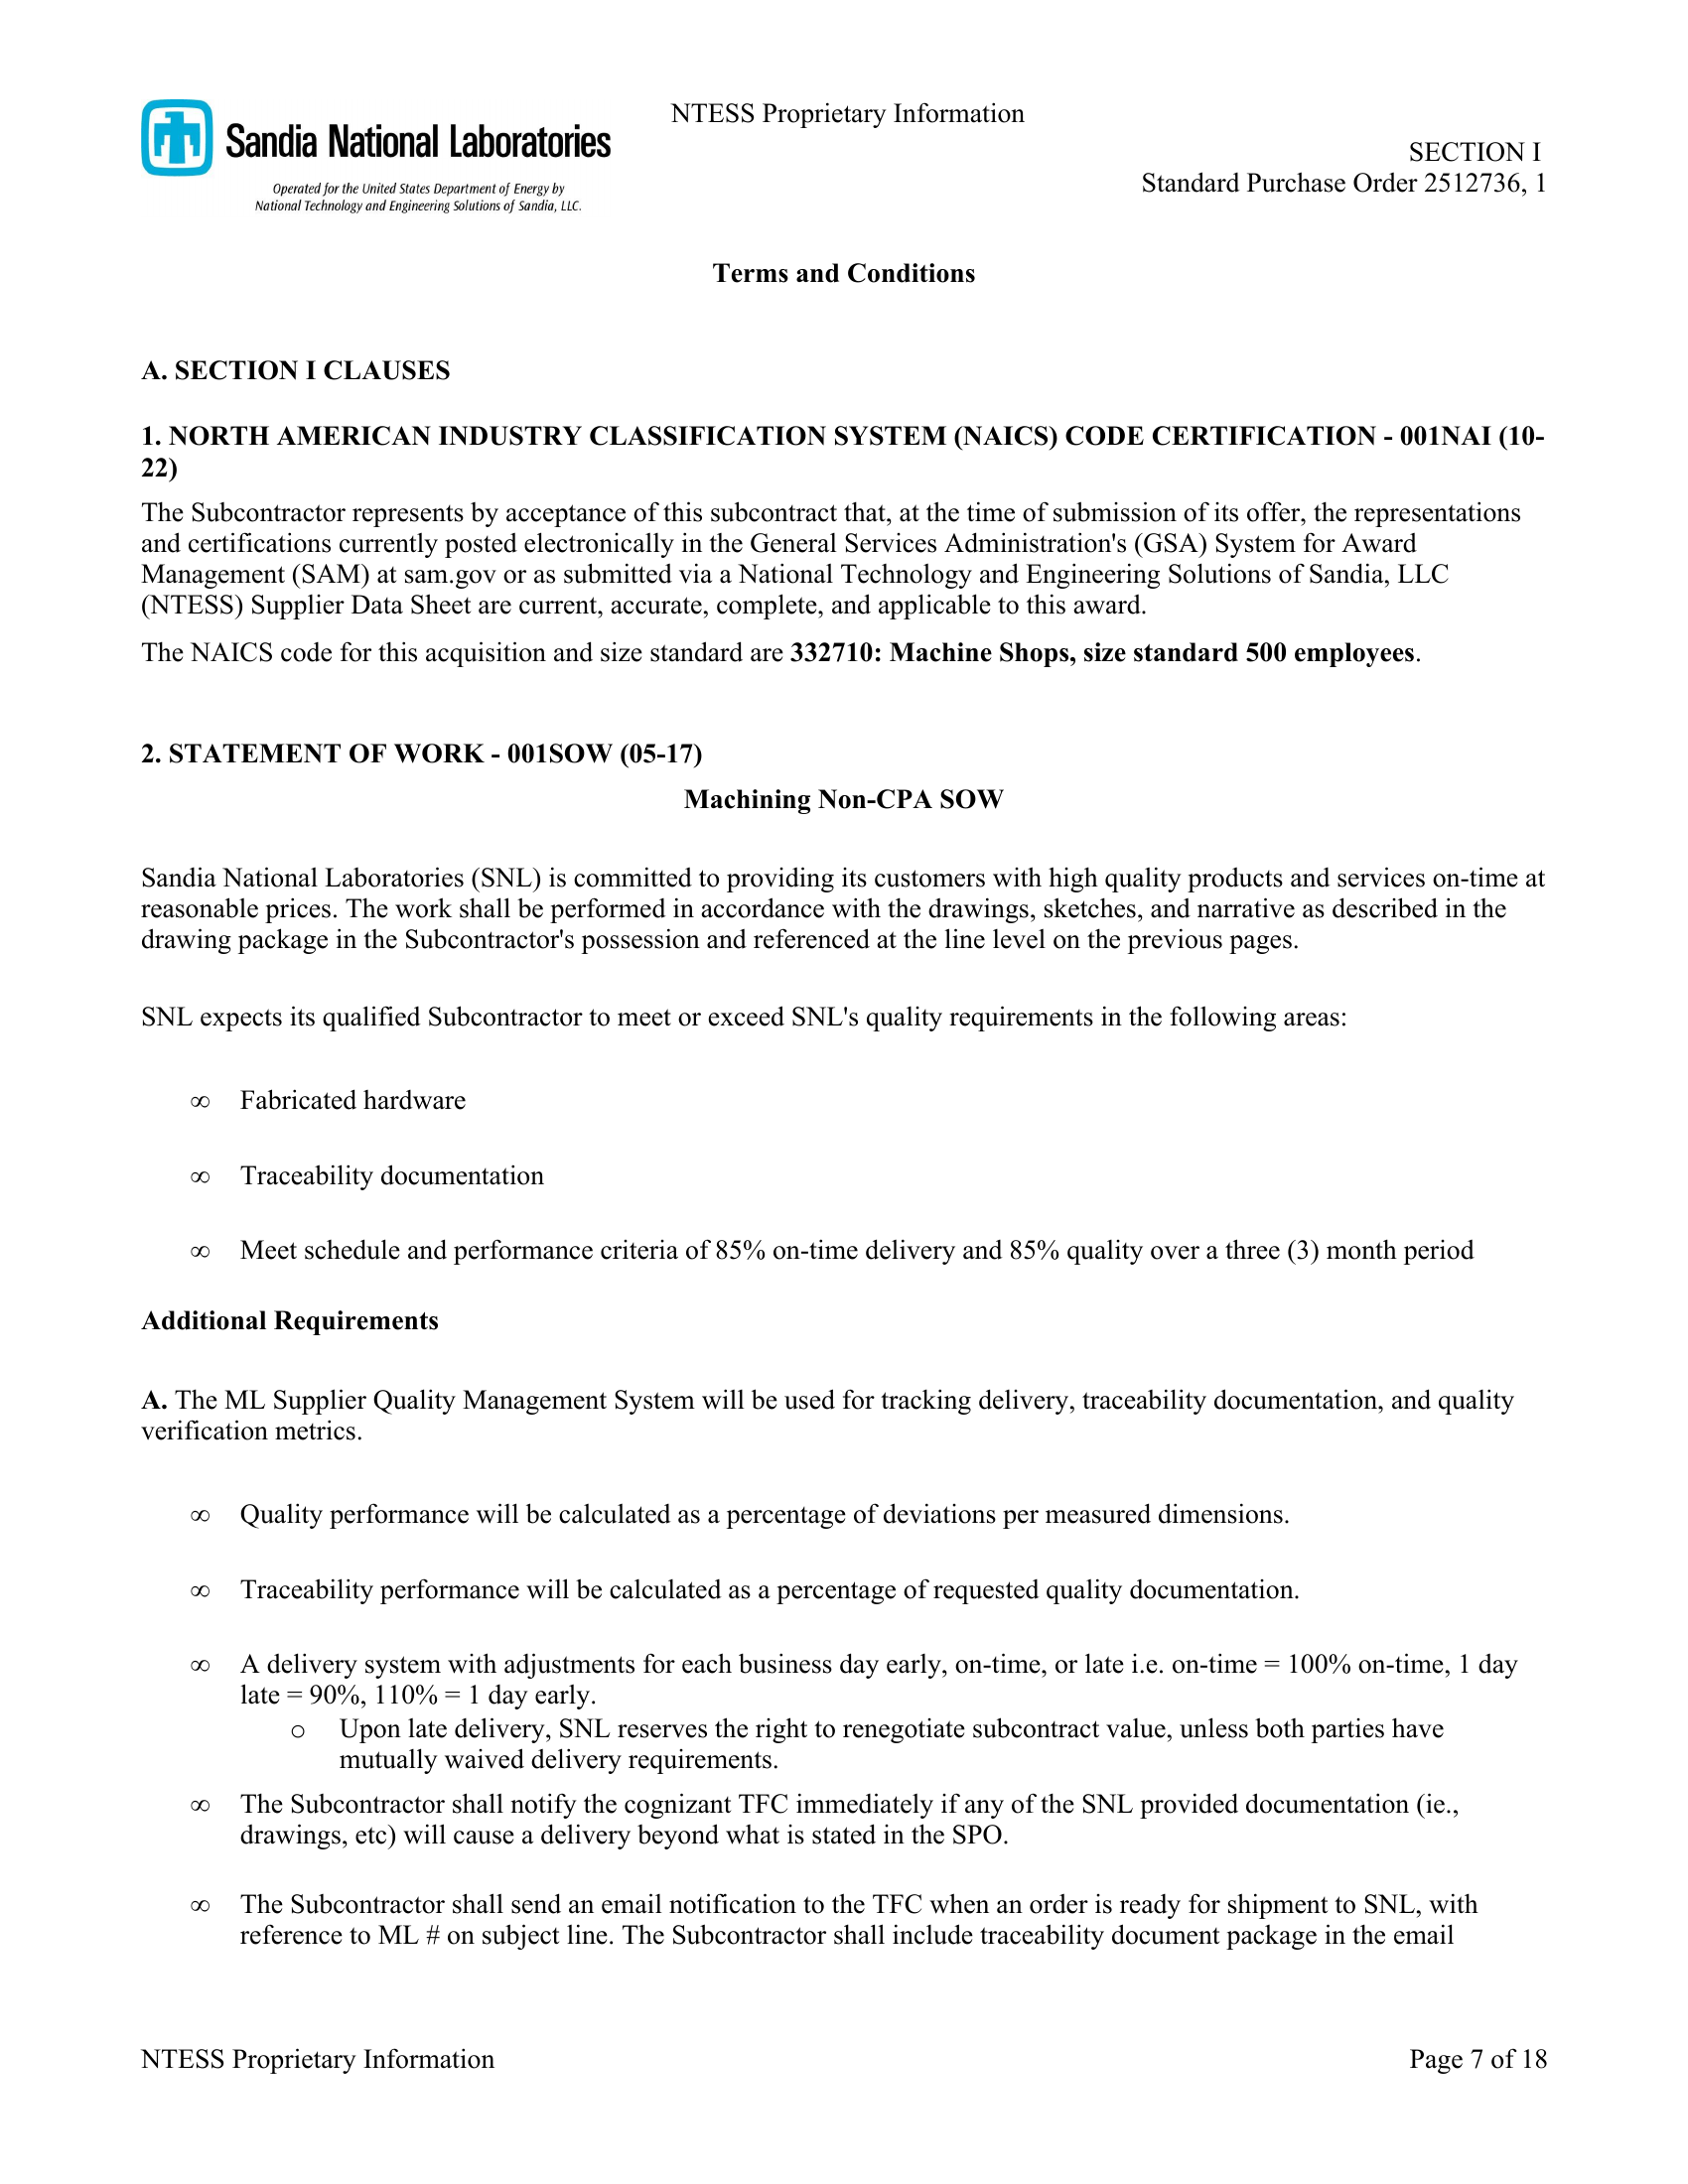 NTESS Proprietary Information
Sandia National Laboratories
Operated for the United States Department of Energy by
National Technology and Engineering Solutions of Sandia, LLC.
SECTION I
Standard Purchase Order 2512736, 1
Terms and Conditions
A. SECTION I CLAUSES
1. NORTH AMERICAN INDUSTRY CLASSIFICATION SYSTEM (NAICS) CODE CERTIFICATION - 001NAI (10-
22)
The Subcontractor represents by acceptance of this subcontract that, at the time of submission of its offer, the representations
and certifications currently posted electronically in the General Services Administration's (GSA) System for Award
Management (SAM) at sam.gov or as submitted via a National Technology and Engineering Solutions of Sandia, LLC
(NTESS) Supplier Data Sheet are current, accurate, complete, and applicable to this award.
The NAICS code for this acquisition and size standard are 332710: Machine Shops, size standard 500 employees.
2. STATEMENT OF WORK - 001SOW (05-17)
Machining Non-CPA SOW
Sandia National Laboratories (SNL) is committed to providing its customers with high quality products and services on-time at
reasonable prices. The work shall be performed in accordance with the drawings, sketches, and narrative as described in the
drawing package in the Subcontractor's possession and referenced at the line level on the previous pages.
SNL expects its qualified Subcontractor to meet or exceed SNL's quality requirements in the following areas:
∞ Fabricated hardware
∞ Traceability documentation
∞ Meet schedule and performance criteria of 85% on-time delivery and 85% quality over a three (3) month period
Additional Requirements
A. The ML Supplier Quality Management System will be used for tracking delivery, traceability documentation, and quality
verification metrics.
∞ Quality performance will be calculated as a percentage of deviations per measured dimensions.
∞ Traceability performance will be calculated as a percentage of requested quality documentation.
∞ A delivery system with adjustments for each business day early, on-time, or late i.e. on-time = 100% on-time, 1 day
late = 90%, 110% = 1 day early.
o Upon late delivery, SNL reserves the right to renegotiate subcontract value, unless both parties have
mutually waived delivery requirements.
∞ The Subcontractor shall notify the cognizant TFC immediately if any of the SNL provided documentation (ie.,
drawings, etc) will cause a delivery beyond what is stated in the SPO.
∞ The Subcontractor shall send an email notification to the TFC when an order is ready for shipment to SNL, with
reference to ML # on subject line. The Subcontractor shall include traceability document package in the email
NTESS Proprietary Information
Page 7 of 18